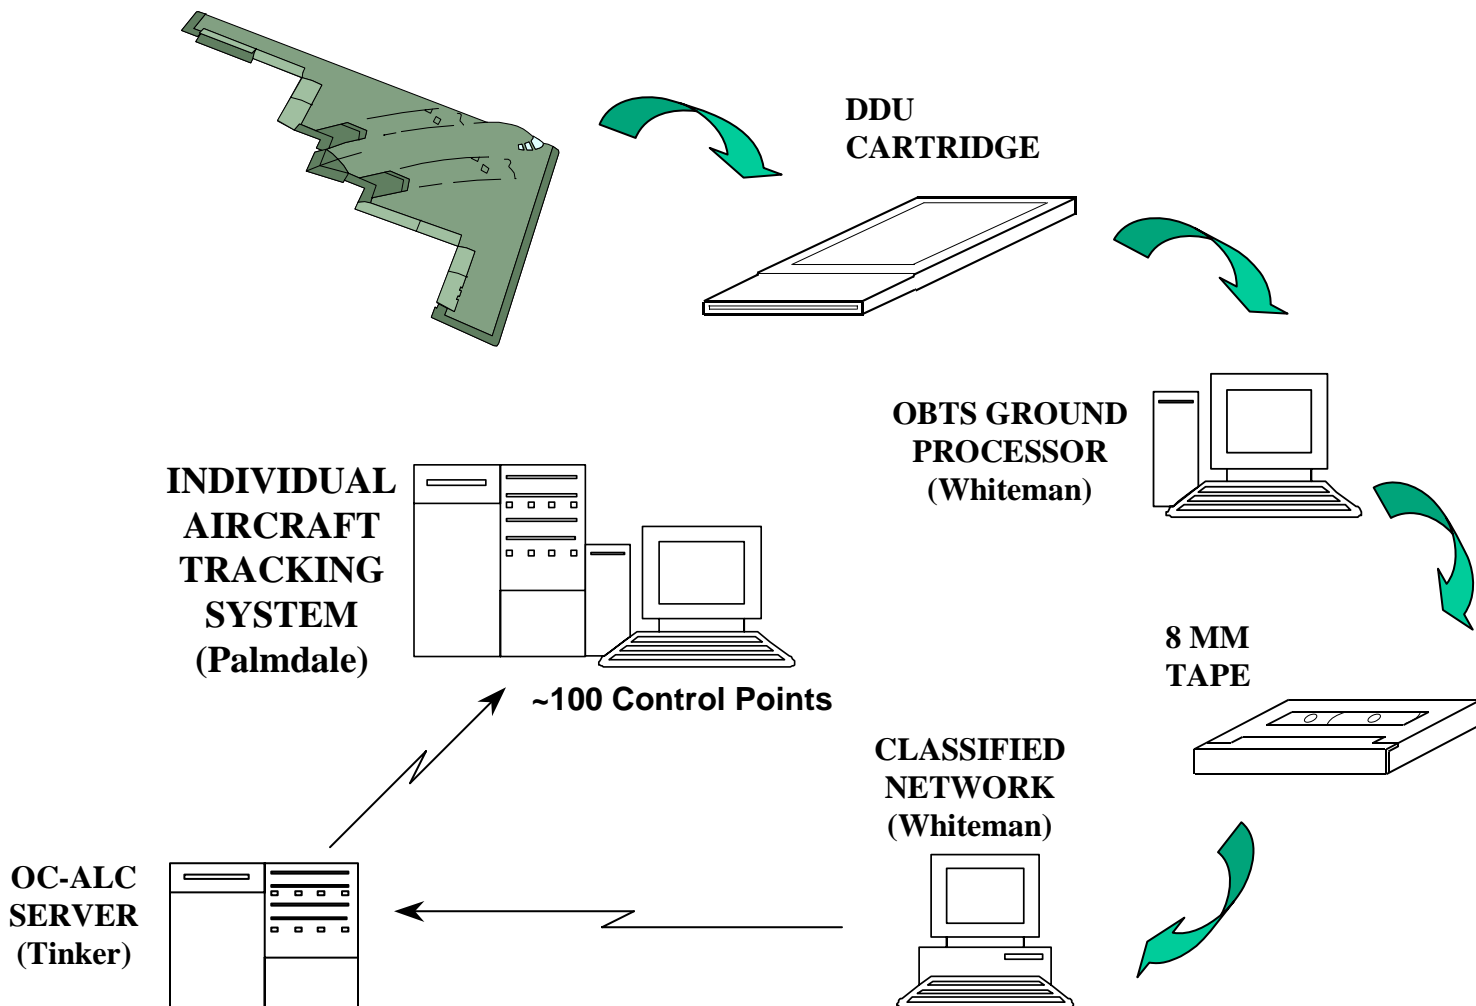 DDU
CARTRIDGE
OBTS GROUND
PROCESSOR
(Whiteman)
INDIVIDUAL
AIRCRAFT
TRACKING
SYSTEM
(Palmdale)
~100 Control Points
8 MM
TAPE
CLASSIFIED
NETWORK
(Whiteman)
OC-ALC
SERVER
(Tinker)